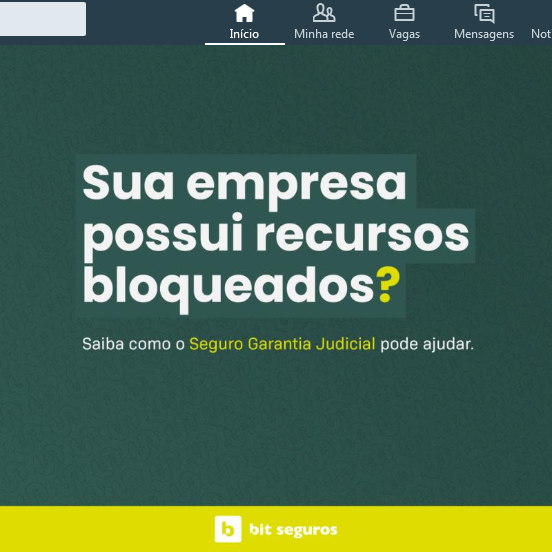 Início
Minha rede
Vagas
Mensagens
Not
Sua empresa
possui recursos
bloqueados?
Saiba como o Seguro Garantia Judicial pode ajudar.
b bit seguros